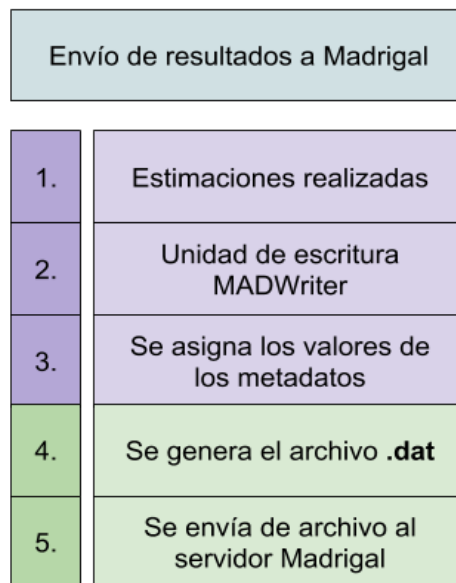 Envío de resultados a Madrigal
1. Estimaciones realizadas
2. Unidad de escritura
MADWriter
3. Se asigna los valores de
los metadatos
4. Se genera el archivo .dat
5. Se envía de archivo al
servidor Madrigal